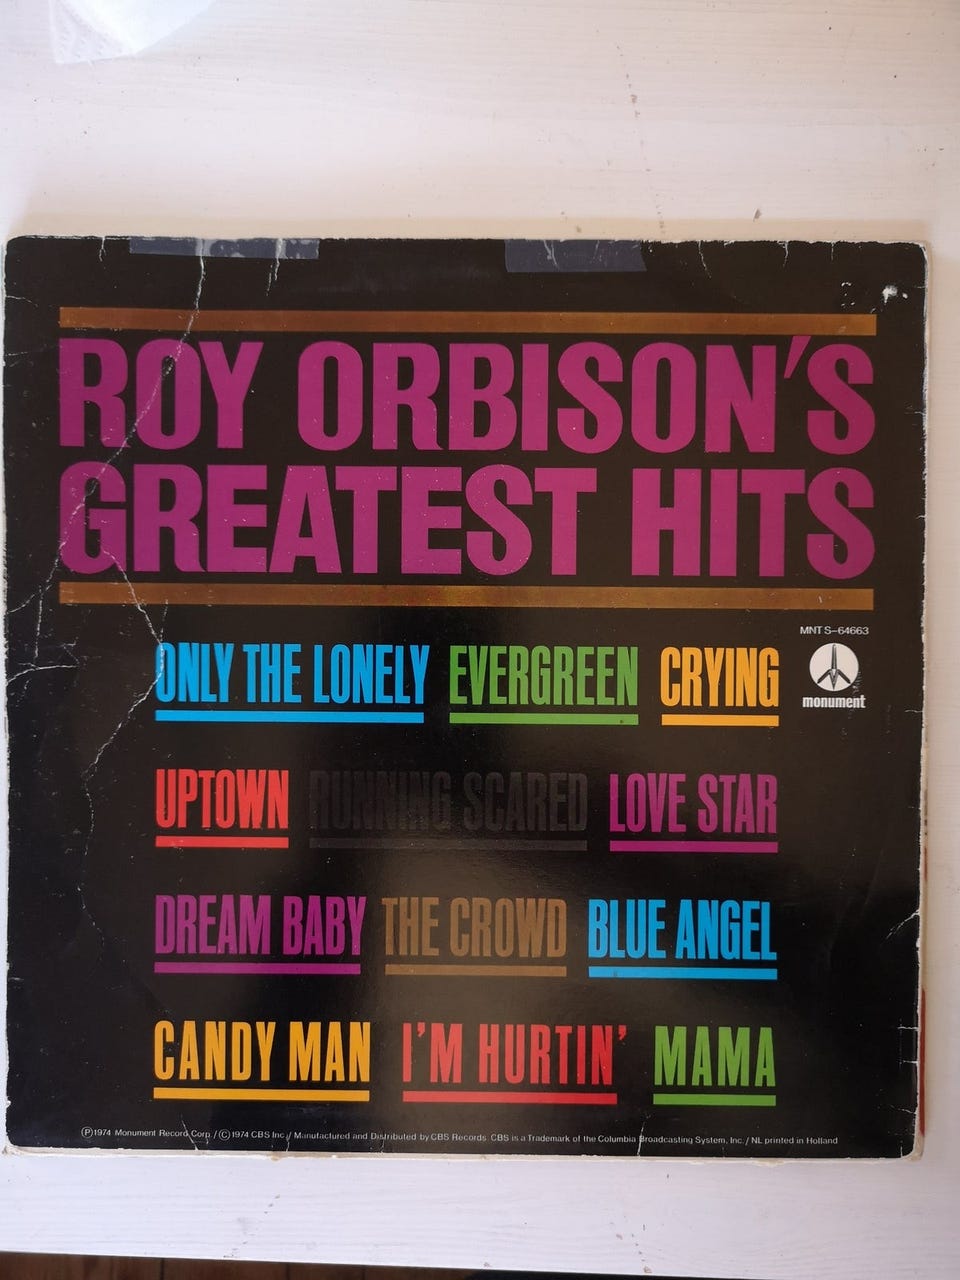 ROY ORBISON'S
GREATEST HITS
MNT S-64663
monument
ONLY THE LONELY EVERGREEN CRYING
UPTOWN RUNNING SCARED LOVE STAR
DREAM BABY THE CROWD BLUE ANGEL
CANDY MAN I'M HURTIN' MAMA
Ⓟ1974 Monument Record Corp. / Ⓒ1974 CBS Inc / Manufactured and Distributed by CBS Records CBS is a Trademark of the Columbia Broadcasting System, Inc. / NL printed in Holland